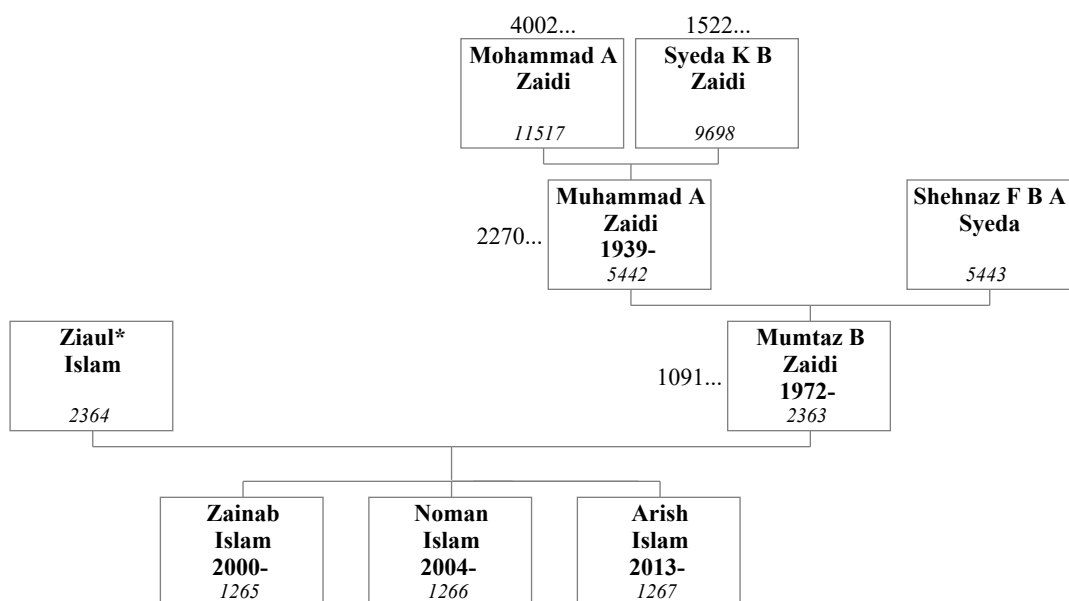 4002...
1522...
Mohammad A
Zaidi
11517
Syeda K B
Zaidi
9698
Muhammad A
Zaidi
1939-
5442
2270...
Shehnaz F B A
Syeda
5443
Ziaul*
Islam
2364
Mumtaz B
Zaidi
1972-
2363
1091...
Zainab
Islam
2000-
1265
Noman
Islam
2004-
1266
Arish
Islam
2013-
1267